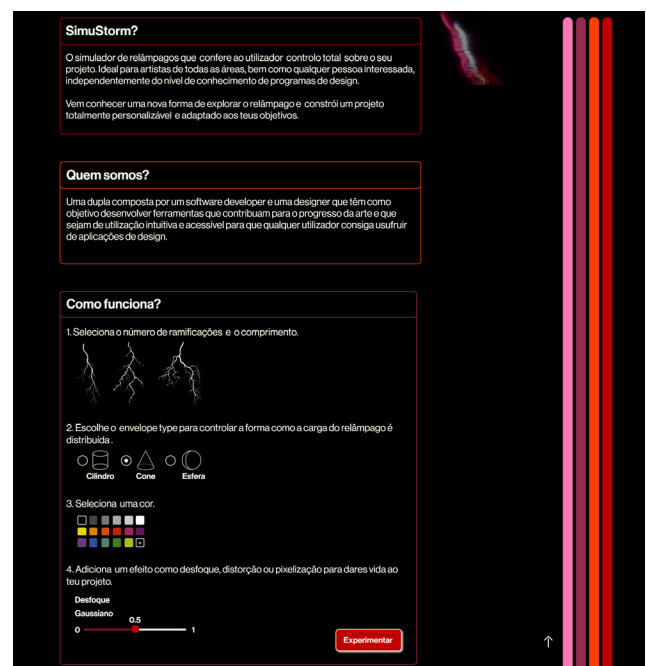 SimuStorm?
O simulador de relâmpagos que confere ao utilizador controlo total sobre o seu
projeto. Ideal para artistas de todas as áreas, bem como qualquer pessoa interessada,
independentemente do nível de conhecimento de programas de design.
Vem conhecer uma nova forma de explorar o relâmpago e constrói um projeto
totalmente personalizável e adaptado aos teus objetivos.
Quem somos?
Uma dupla composta por um software developer e uma designer que têm como
objetivo desenvolver ferramentas que contribuam para o progresso da arte e que
sejam de utilização intuitiva e acessível para que qualquer utilizador consiga usufruir
de aplicações de design.
Como funciona?
1. Seleciona o número de ramificações e o comprimento.
2. Escolhe o envelope type para controlar a forma como a carga do relâmpago é
distribuída .
Cilindro Cone Esfera
3. Seleciona uma cor.
4. Adiciona um efeito como desfoque, distorção ou pixelização para dares vida ao
teu projeto.
Desfoque
Gaussiano
0.5
0 1
Experimentar